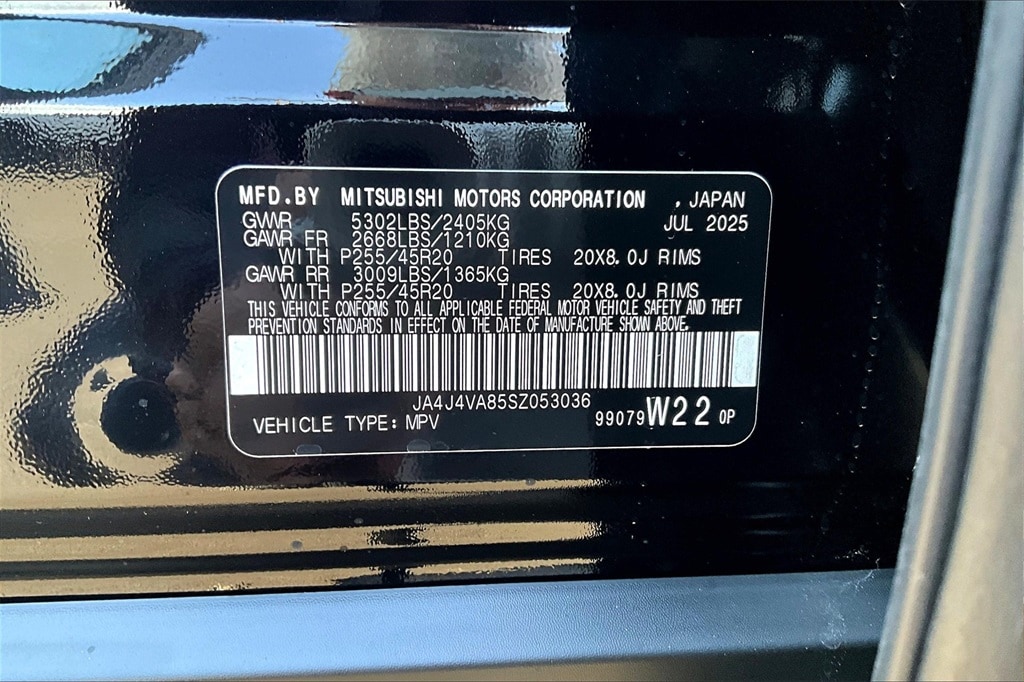 MFD.BY MITSUBISHI MOTORS CORPORATION , JAPAN
GVWR 5302LBS/2405KG JUL 2025
GAWR FR 2668LBS/1210KG
WITH P255/45R20 TIRES 20X8.0J RIMS
GAWR RR 3009LBS/1365KG
WITH P255/45R20 TIRES 20X8.0J RIMS
THIS VEHICLE CONFORMS TO ALL APPLICABLE FEDERAL MOTOR VEHICLE SAFETY AND THEFT
PREVENTION STANDARDS IN EFFECT ON THE DATE OF MANUFACTURE SHOWN ABOVE.
JA4J4VA85SZ053036
VEHICLE TYPE: MPV 99079 W22 0P